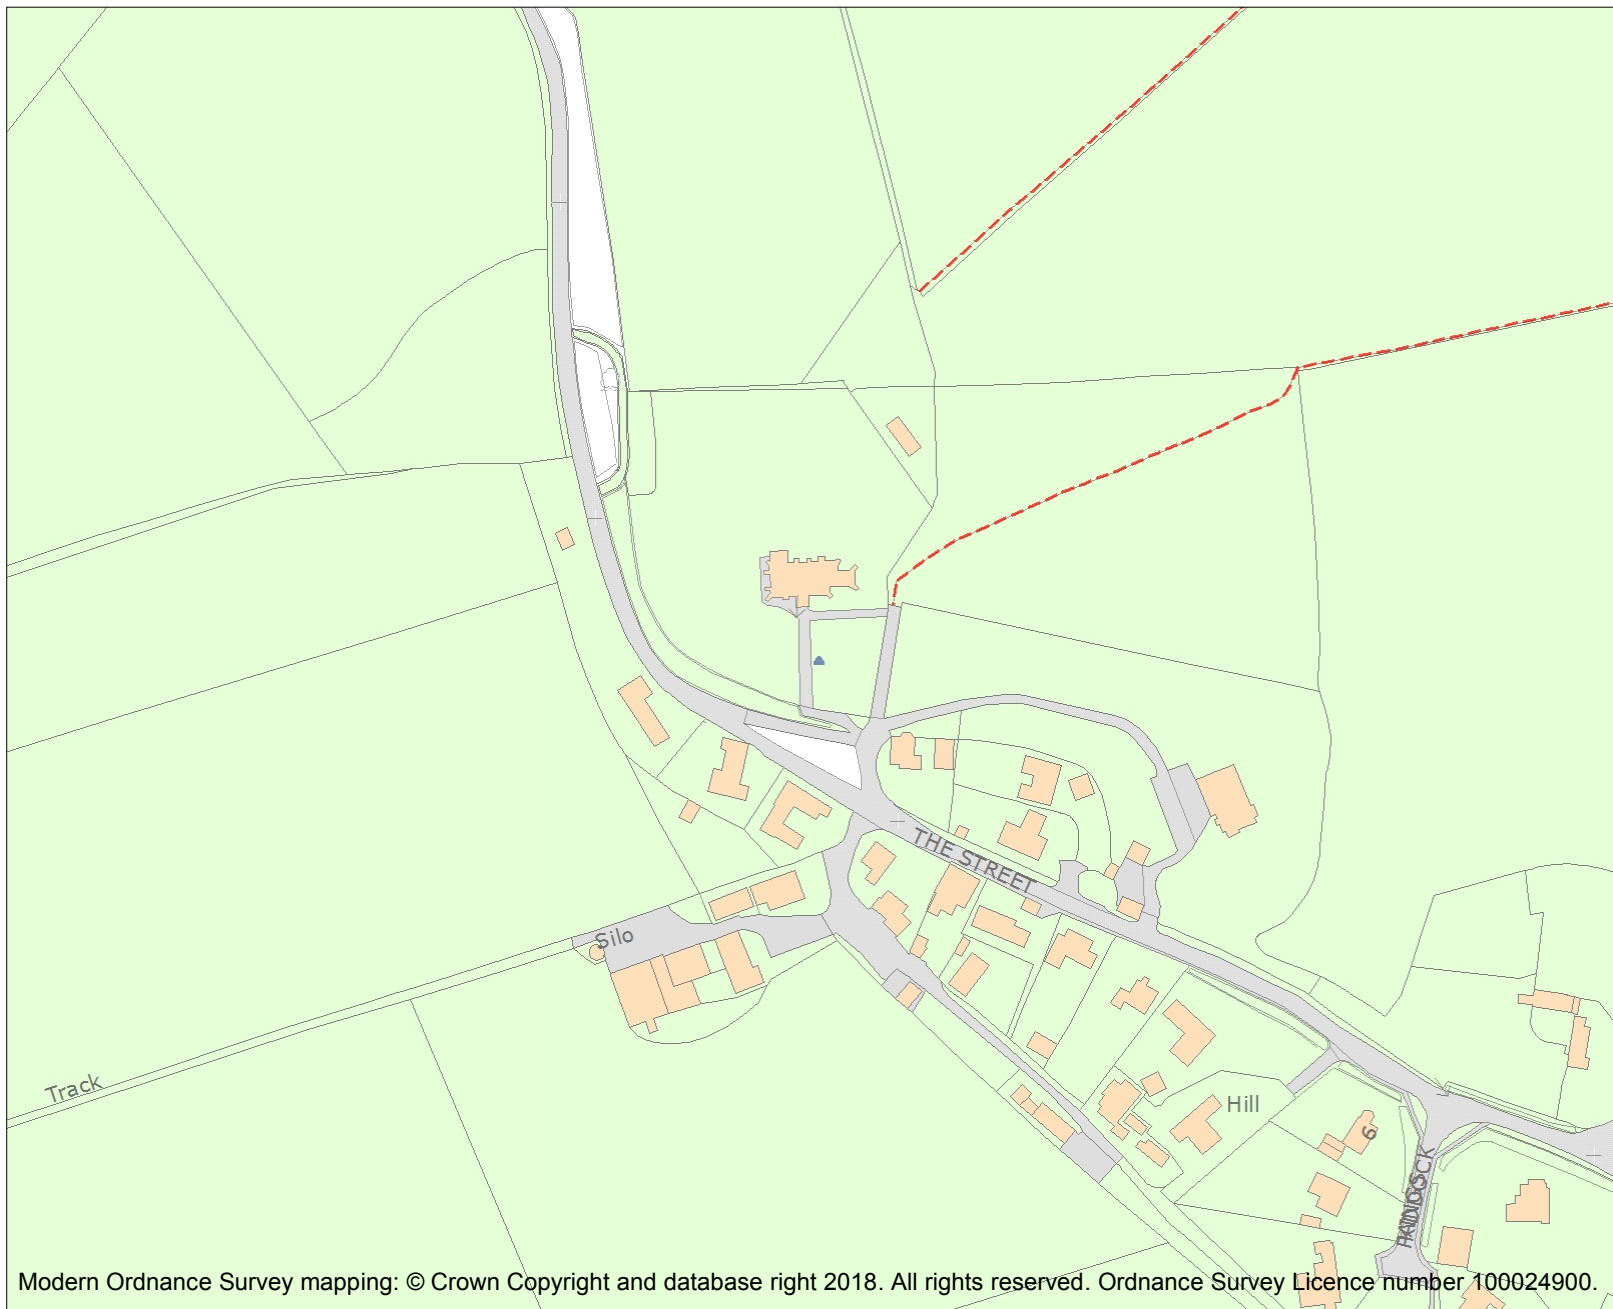 THE STREET
Silo
Track
Hill
6
Modern Ordnance Survey mapping: © Crown Copyright and database right 2018. All rights reserved. Ordnance Survey Licence number 100024900.